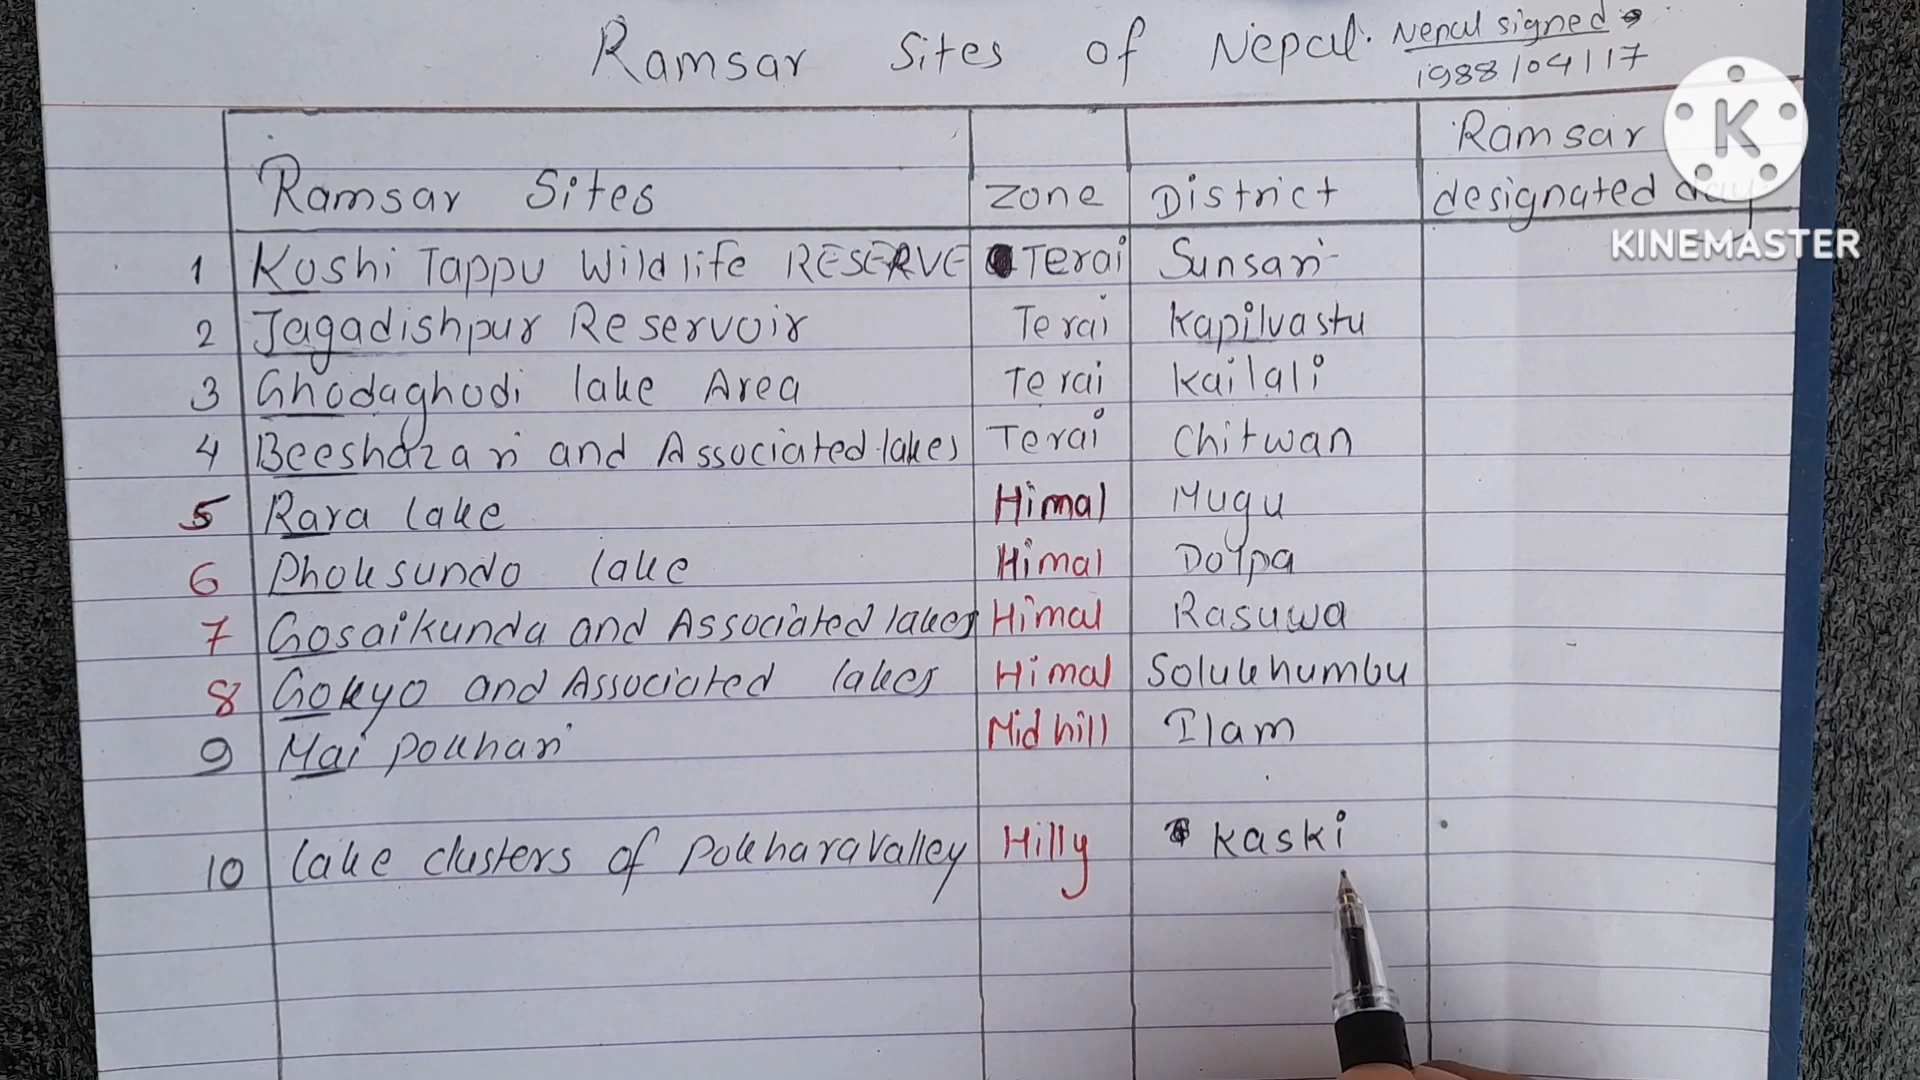 Ramsar Sites of Nepal. Nepal signed
1988/04/17
Ramsar
Ramsar Sites Zone District designated day
KINEMASTER
1 Koshi Tappu Wildlife RESERVE Terai Sunsari
2 Jagadishpur Reservoir Terai Kapilvastu
3 Ghodaghodi lake Area Terai Kailali
4 Beeshazari and Associated lakes Terai Chitwan
5 Rara lake Himal Mugu
6 Phoksundo lake Himal Dolpa
7 Gosaikunda and Associated lakes Himal Rasuwa
8 Gokyo and Associated lakes Himal Solukhumbu
9 Mai pokhari Mid hill Ilam
10 lake clusters of Pokhara Valley Hilly Kaski